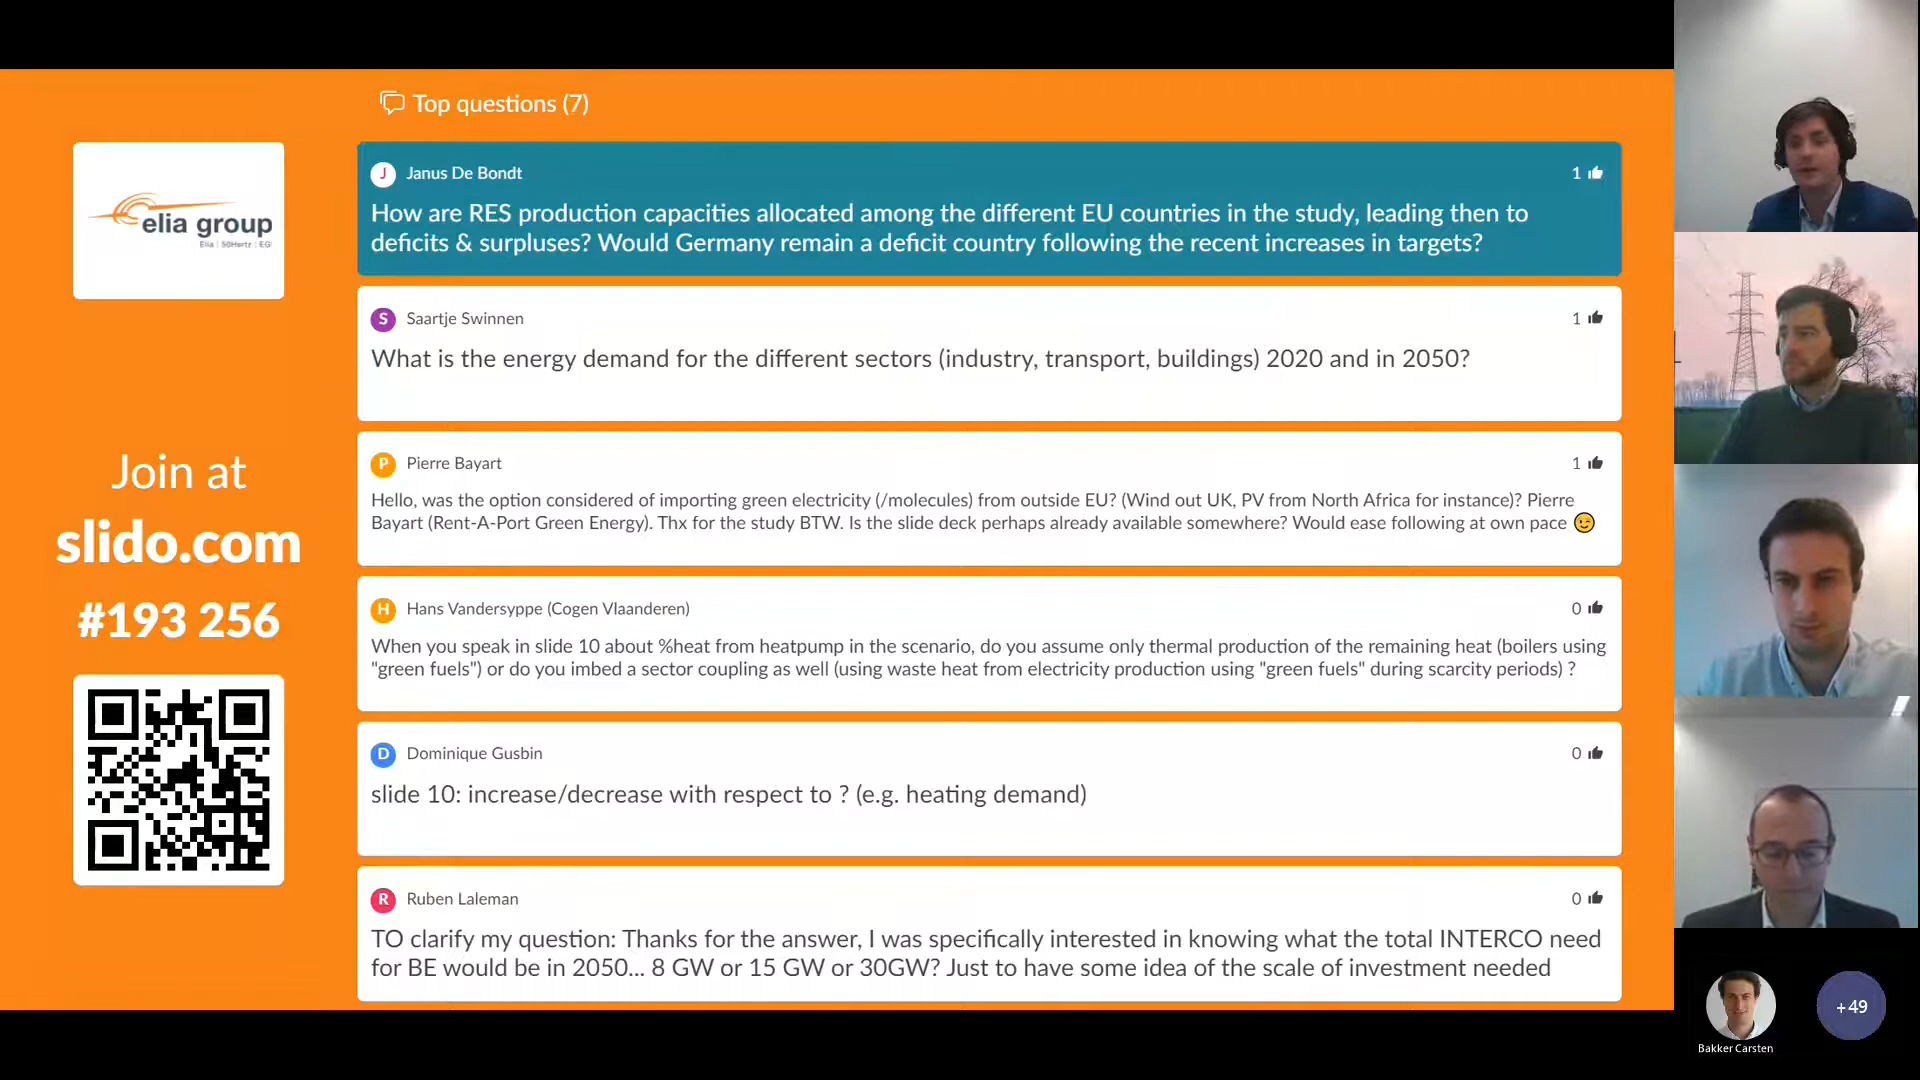 Top questions (7)
elia group
Elia | 50Hertz | EGI
Join at
slido.com
#193 256
J Janus De Bondt 1
How are RES production capacities allocated among the different EU countries in the study, leading then to
deficits & surpluses? Would Germany remain a deficit country following the recent increases in targets?
S Saartje Swinnen 1
What is the energy demand for the different sectors (industry, transport, buildings) 2020 and in 2050?
P Pierre Bayart 1
Hello, was the option considered of importing green electricity (/molecules) from outside EU? (Wind out UK, PV from North Africa for instance)? Pierre
Bayart (Rent-A-Port Green Energy). Thx for the study BTW. Is the slide deck perhaps already available somewhere? Would ease following at own pace 😉
H Hans Vandersyppe (Cogen Vlaanderen) 0
When you speak in slide 10 about %heat from heatpump in the scenario, do you assume only thermal production of the remaining heat (boilers using
"green fuels") or do you imbed a sector coupling as well (using waste heat from electricity production using "green fuels" during scarcity periods) ?
D Dominique Gusbin 0
slide 10: increase/decrease with respect to ? (e.g. heating demand)
R Ruben Laleman 0
TO clarify my question: Thanks for the answer, I was specifically interested in knowing what the total INTERCO need
for BE would be in 2050... 8 GW or 15 GW or 30GW? Just to have some idea of the scale of investment needed
+49
Bakker Carsten